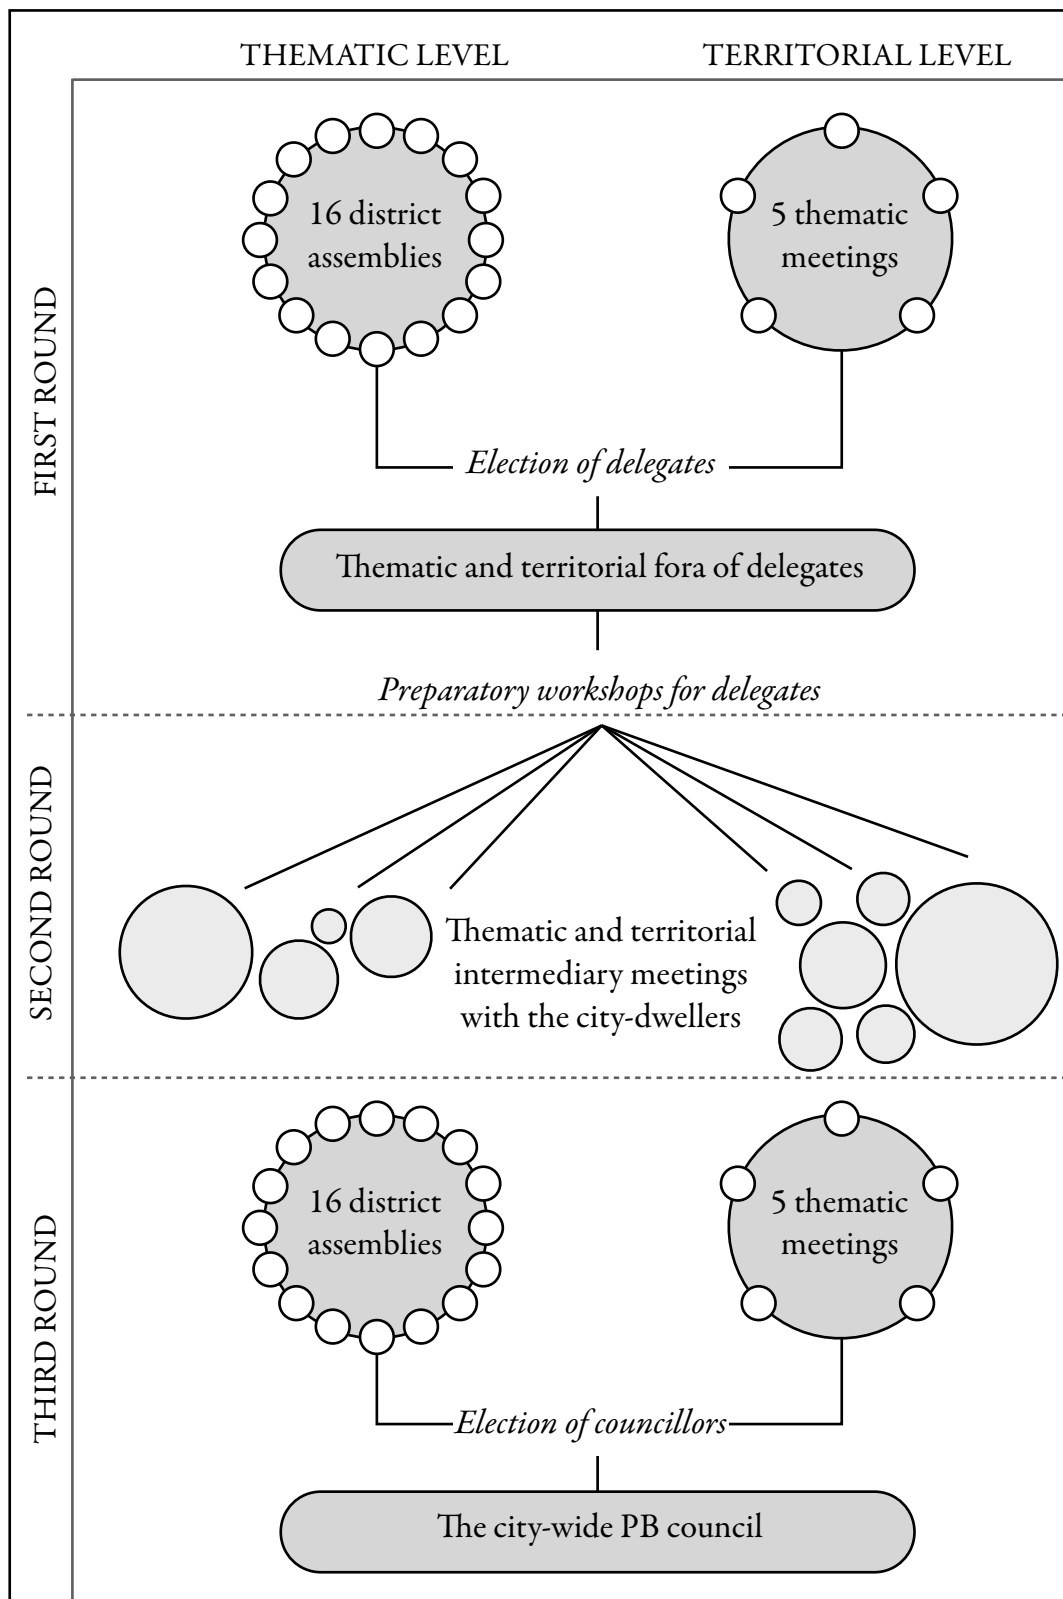 THEMATIC LEVEL
TERRITORIAL LEVEL
FIRST ROUND
16 district
assemblies
5 thematic
meetings
Election of delegates
Thematic and territorial fora of delegates
Preparatory workshops for delegates
SECOND ROUND
Thematic and territorial
intermediary meetings
with the city-dwellers
THIRD ROUND
16 district
assemblies
5 thematic
meetings
Election of councillors
The city-wide PB council